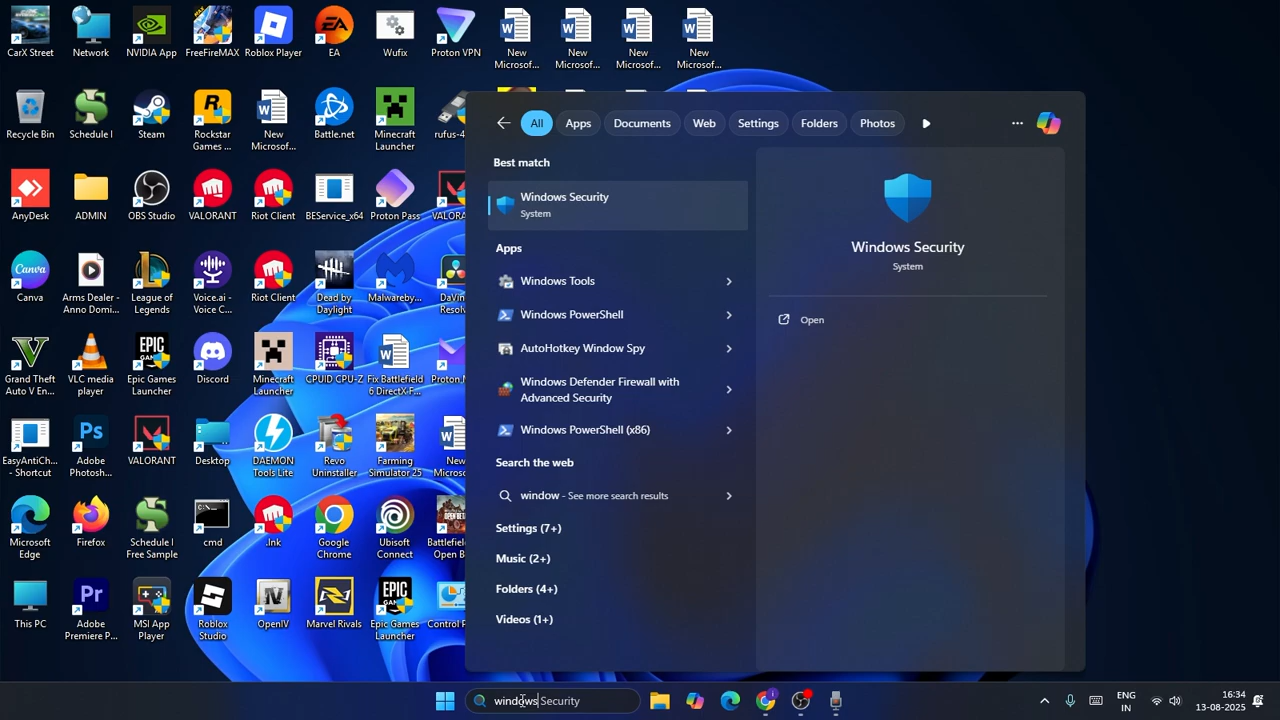 CarX Street
Network
NVIDIA App
FreeFireMAX
Roblox Player
EA
Wufix
Proton VPN
New
Microsof...
New
Microsof...
New
Microsof...
New
Microsof...
Recycle Bin
Schedule I
Steam
Rockstar
Games ...
New
Microsof...
Battle.net
Minecraft
Launcher
rufus-4
AnyDesk
ADMIN
OBS Studio
VALORANT
Riot Client
BEService_x64
Proton Pass
VALOR
Canva
Arms Dealer -
Anno Domi...
League of
Legends
Voice.ai -
Voice C...
Riot Client
Dead by
Daylight
Malwareby...
DaVin
Resolv
Grand Theft
Auto V En...
VLC media
player
Epic Games
Launcher
Discord
Minecraft
Launcher
CPUID CPU-Z
Fix Battlefield
6 DirectX F...
Proton
EasyAntiCh...
- Shortcut
Adobe
Photosh...
VALORANT
Desktop
DAEMON
Tools Lite
Revo
Uninstaller
Farming
Simulator 25
New
Micros
Microsoft
Edge
Firefox
Schedule I
Free Sample
cmd
.lnk
Google
Chrome
Ubisoft
Connect
Battlefiel
Open B
This PC
Adobe
Premiere P...
MSI App
Player
Roblox
Studio
OpenIV
Marvel Rivals
Epic Games
Launcher
Control P
All
Apps
Documents
Web
Settings
Folders
Photos
Best match
Windows Security
System
Apps
Windows Tools
Windows PowerShell
AutoHotkey Window Spy
Windows Defender Firewall with
Advanced Security
Windows PowerShell (x86)
Search the web
window - See more search results
Settings (7+)
Music (2+)
Folders (4+)
Videos (1+)
Windows Security
System
Open
windows Security
ENG
IN
16:34
13-08-2025